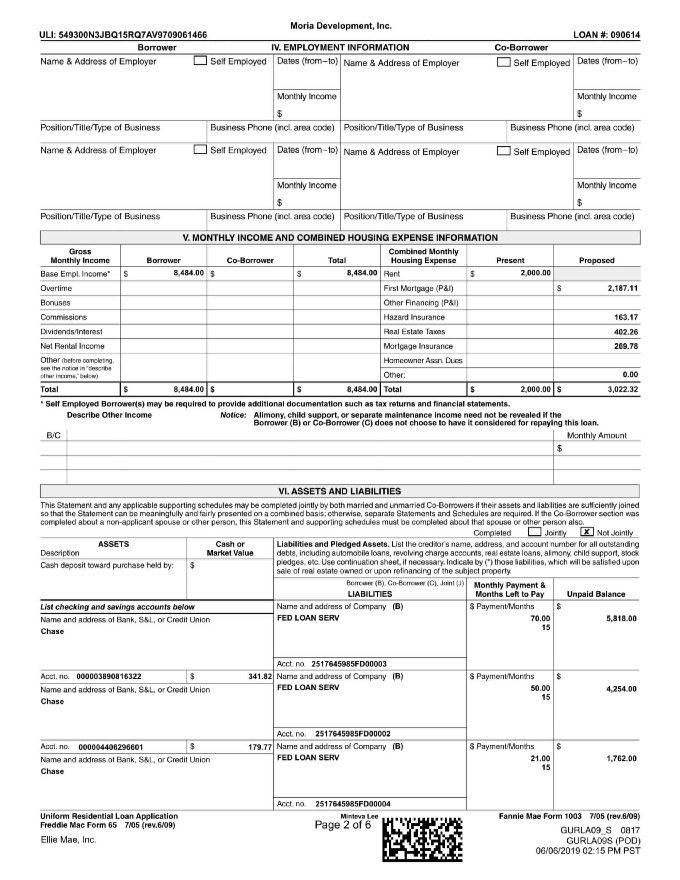 Moria Development, Inc.
ULI: 549300N3JBQ15RQ7AV9709061466 LOAN #: 090614
Borrower IV. EMPLOYMENT INFORMATION Co-Borrower
Name & Address of Employer Self Employed Dates (from–to) Name & Address of Employer Self Employed Dates (from–to)
Monthly Income Monthly Income
$ $
Position/Title/Type of Business Business Phone (incl. area code) Position/Title/Type of Business Business Phone (incl. area code)
Name & Address of Employer Self Employed Dates (from–to) Name & Address of Employer Self Employed Dates (from–to)
Monthly Income Monthly Income
$ $
Position/Title/Type of Business Business Phone (incl. area code) Position/Title/Type of Business Business Phone (incl. area code)
V. MONTHLY INCOME AND COMBINED HOUSING EXPENSE INFORMATION
Gross Combined Monthly
Monthly Income Borrower Co-Borrower Total Housing Expense Present Proposed
Base Empl. Income* $ 8,484.00 $ $ 8,484.00 Rent $ 2,000.00
Overtime First Mortgage (P&I) $ 2,187.11
Bonuses Other Financing (P&I)
Commissions Hazard Insurance 163.17
Dividends/Interest Real Estate Taxes 402.26
Net Rental Income Mortgage Insurance 269.78
Other (before completing, Homeowner Assn. Dues
see the notice in "describe
other income," below) Other: 0.00
Total $ 8,484.00 $ $ 8,484.00 Total $ 2,000.00 $ 3,022.32
* Self Employed Borrower(s) may be required to provide additional documentation such as tax returns and financial statements.
Describe Other Income Notice: Alimony, child support, or separate maintenance income need not be revealed if the
Borrower (B) or Co-Borrower (C) does not choose to have it considered for repaying this loan.
B/C Monthly Amount
$
VI. ASSETS AND LIABILITIES
This Statement and any applicable supporting schedules may be completed jointly by both married and unmarried Co-Borrowers if their assets and liabilities are sufficiently joined
so that the Statement can be meaningfully and fairly presented on a combined basis; otherwise, separate Statements and Schedules are required. If the Co-Borrower section was
completed about a non-applicant spouse or other person, this Statement and supporting schedules must be completed about that spouse or other person also.
Completed Jointly X Not Jointly
ASSETS Cash or Liabilities and Pledged Assets. List the creditor's name, address, and account number for all outstanding
Description Market Value debts, including automobile loans, revolving charge accounts, real estate loans, alimony, child support, stock
Cash deposit toward purchase held by: $ pledges, etc. Use continuation sheet, if necessary. Indicate by (*) those liabilities, which will be satisfied upon
sale of real estate owned or upon refinancing of the subject property.
Borrower (B), Co-Borrower (C), Joint (J) Monthly Payment &
LIABILITIES Months Left to Pay Unpaid Balance
List checking and savings accounts below Name and address of Company (B) $ Payment/Months $
Name and address of Bank, S&L, or Credit Union FED LOAN SERV 70.00 5,818.00
Chase 15
Acct. no. 2517645985FD00003
Acct. no. 000003890816322 $ 341.82 Name and address of Company (B) $ Payment/Months $
Name and address of Bank, S&L, or Credit Union FED LOAN SERV 50.00 4,254.00
Chase 15
Acct. no. 2517645985FD00002
Acct. no. 000004406296601 $ 179.77 Name and address of Company (B) $ Payment/Months $
Name and address of Bank, S&L, or Credit Union FED LOAN SERV 21.00 1,762.00
Chase 15
Acct. no. 2517645985FD00004
Uniform Residential Loan Application Minteva Lee Fannie Mae Form 1003 7/05 (rev.6/09)
Freddie Mac Form 65 7/05 (rev.6/09) Page 2 of 6
Ellie Mae, Inc. GURLA09_S 0817
GURLA09S (POD)
06/06/2019 02:15 PM PST